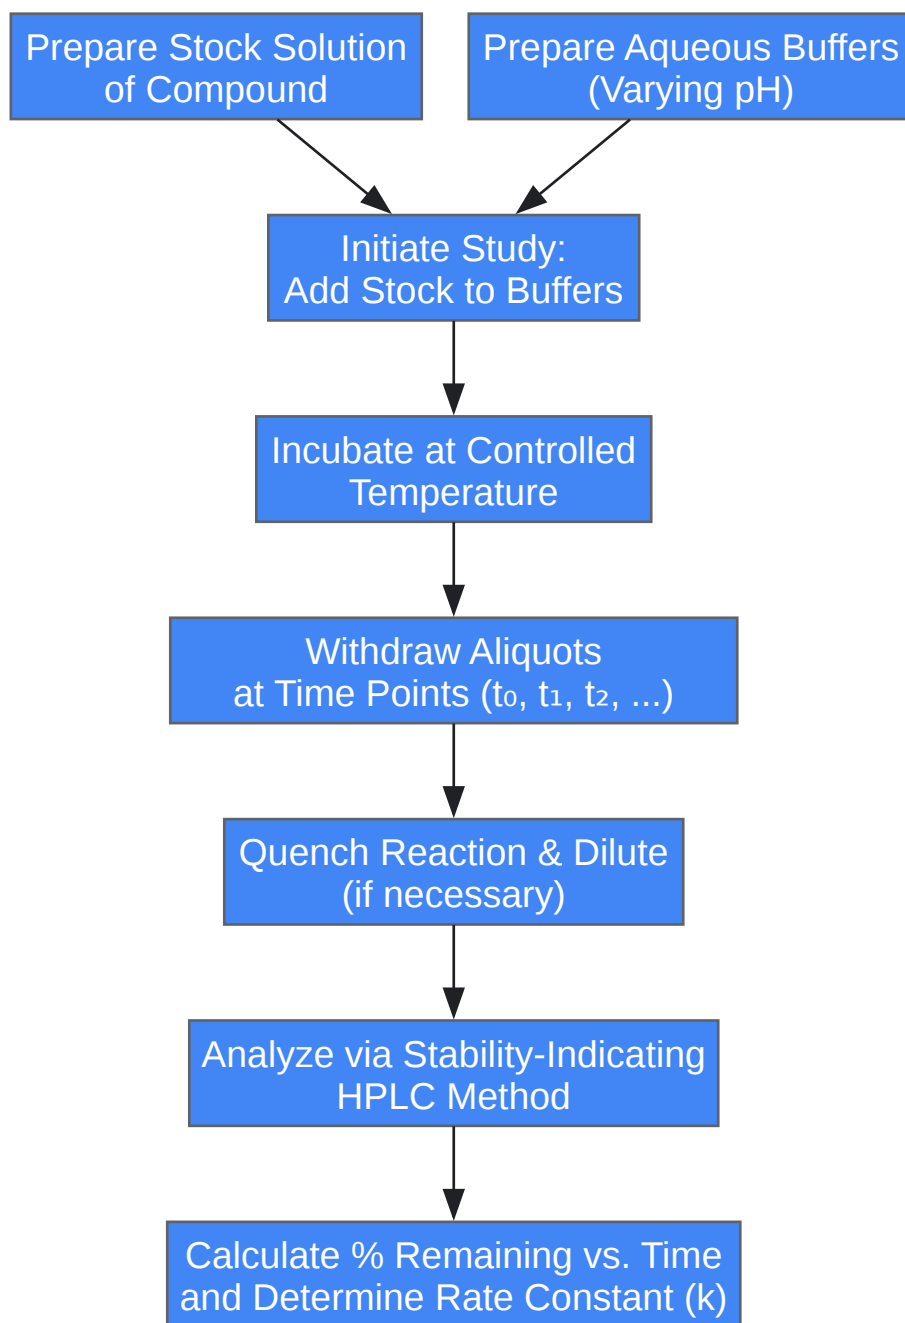 Prepare Stock Solution
of Compound
Prepare Aqueous Buffers
(Varying pH)
Initiate Study:
Add Stock to Buffers
Incubate at Controlled
Temperature
Withdraw Aliquots
at Time Points (t₀, t₁, t₂, ...)
Quench Reaction & Dilute
(if necessary)
Analyze via Stability-Indicating
HPLC Method
Calculate % Remaining vs. Time
and Determine Rate Constant (k)